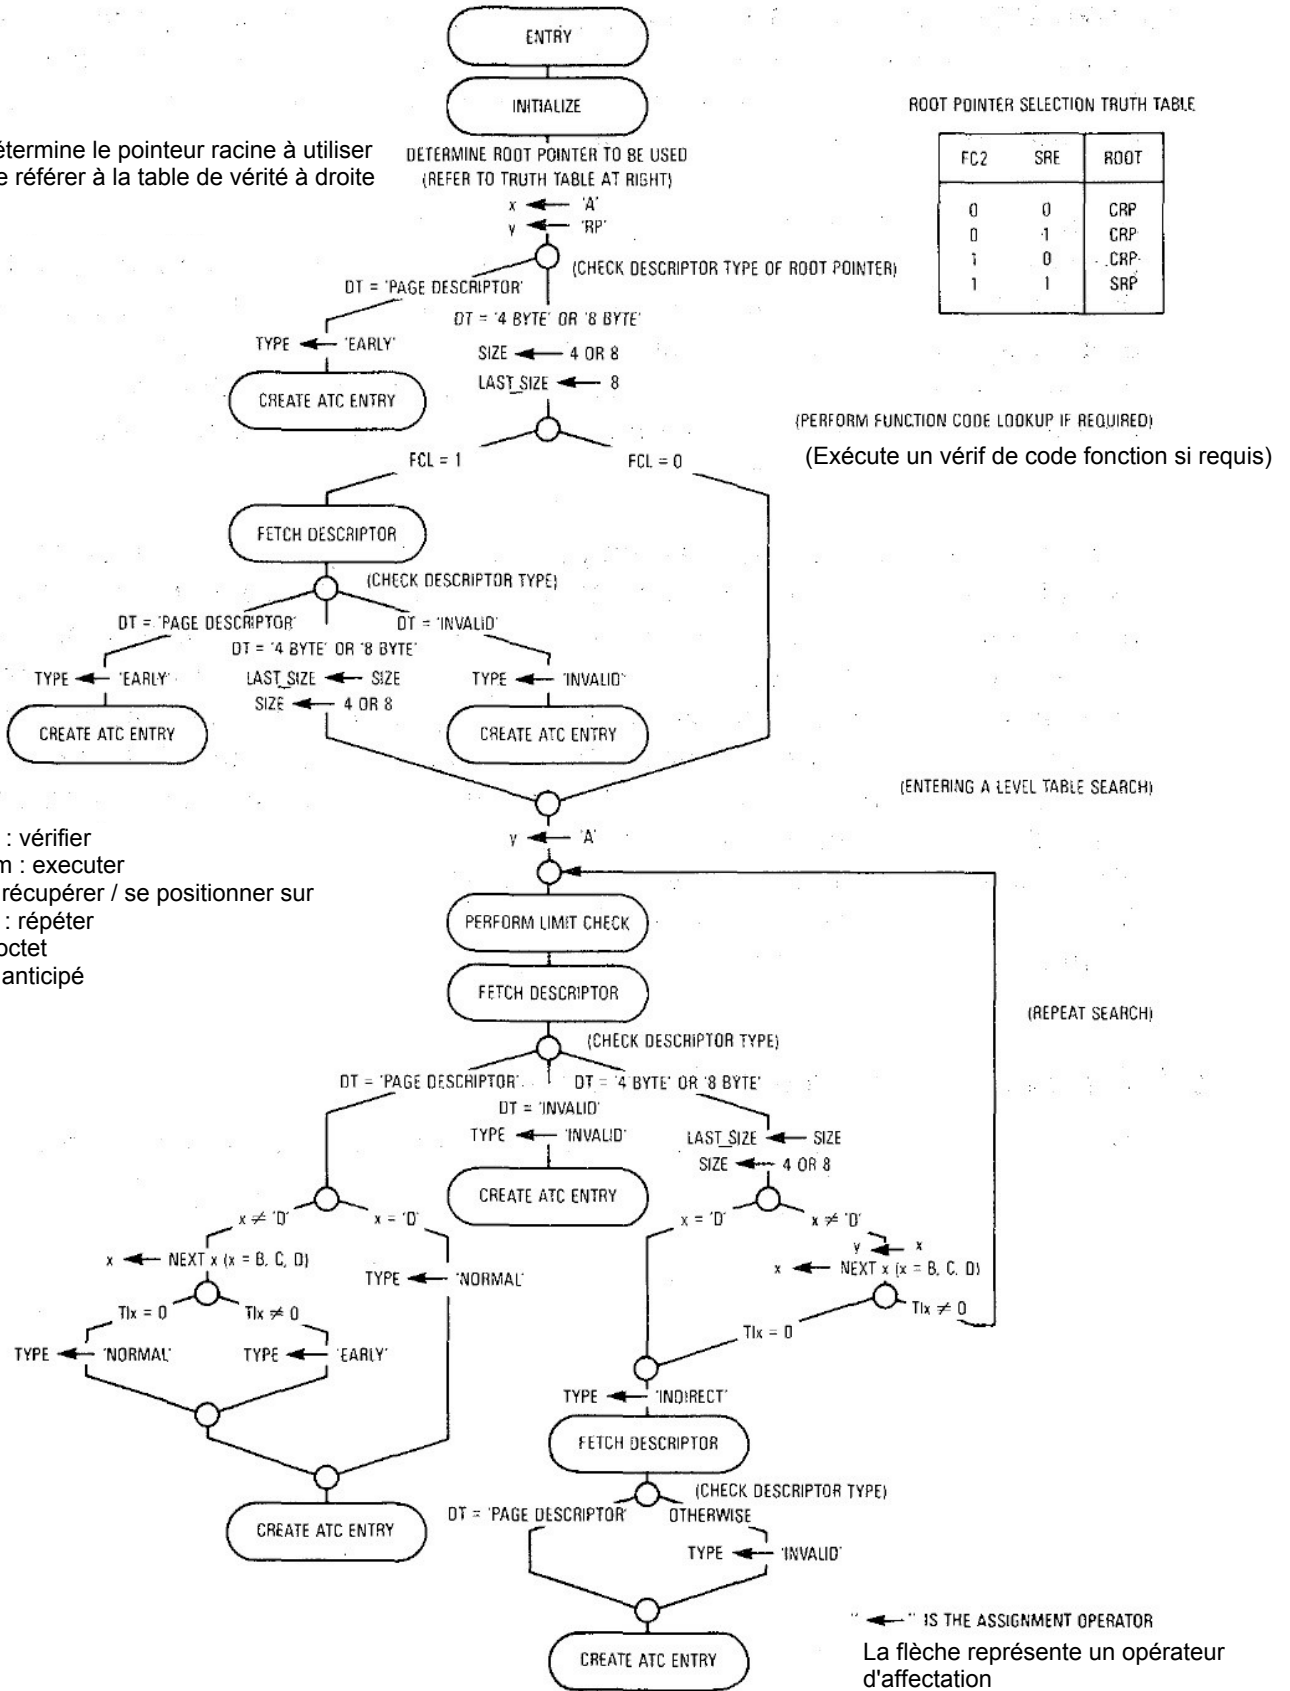 ENTRY
INITIALIZE
ROOT POINTER SELECTION TRUTH TABLE
FC2 SRE ROOT
0 0 CRP
0 1 CRP
1 0 CRP
1 1 SRP
étermine le pointeur racine à utiliser
e référer à la table de vérité à droite
DETERMINE ROOT POINTER TO BE USED
(REFER TO TRUTH TABLE AT RIGHT)
x ← 'A'
y ← 'RP'
(CHECK DESCRIPTOR TYPE OF ROOT POINTER)
DT = 'PAGE DESCRIPTOR'
DT = '4 BYTE' OR '8 BYTE'
TYPE ← 'EARLY'
SIZE ← 4 OR 8
LAST_SIZE ← 8
CREATE ATC ENTRY
(PERFORM FUNCTION CODE LOOKUP IF REQUIRED)
(Exécute un vérif de code fonction si requis)
FCL = 1
FCL = 0
FETCH DESCRIPTOR
(CHECK DESCRIPTOR TYPE)
DT = 'PAGE DESCRIPTOR'
DT = 'INVALID'
DT = '4 BYTE' OR '8 BYTE'
TYPE ← 'EARLY'
LAST_SIZE ← SIZE
TYPE ← 'INVALID'
SIZE ← 4 OR 8
CREATE ATC ENTRY
CREATE ATC ENTRY
(ENTERING A LEVEL TABLE SEARCH)
y ← 'A'
: vérifier
m : executer
récupérer / se positionner sur
: répéter
octet
anticipé
PERFORM LIMIT CHECK
FETCH DESCRIPTOR
(REPEAT SEARCH)
(CHECK DESCRIPTOR TYPE)
DT = 'PAGE DESCRIPTOR'
DT = '4 BYTE' OR '8 BYTE'
DT = 'INVALID'
TYPE ← 'INVALID'
LAST_SIZE ← SIZE
SIZE ← 4 OR 8
CREATE ATC ENTRY
x ≠ 'D'
x = 'D'
x = 'D'
x ≠ 'D'
y ← x
x ← NEXT x (x = B, C, D)
TYPE ← 'NORMAL'
x ← NEXT x (x = B, C, D)
TIx = 0
TIx ≠ 0
TIx ≠ 0
TIx = 0
TYPE ← 'NORMAL'
TYPE ← 'EARLY'
TYPE ← 'INDIRECT'
FETCH DESCRIPTOR
(CHECK DESCRIPTOR TYPE)
DT = 'PAGE DESCRIPTOR'
OTHERWISE
CREATE ATC ENTRY
TYPE ← 'INVALID'
" ← " IS THE ASSIGNMENT OPERATOR
La flèche représente un opérateur
d'affectation
CREATE ATC ENTRY